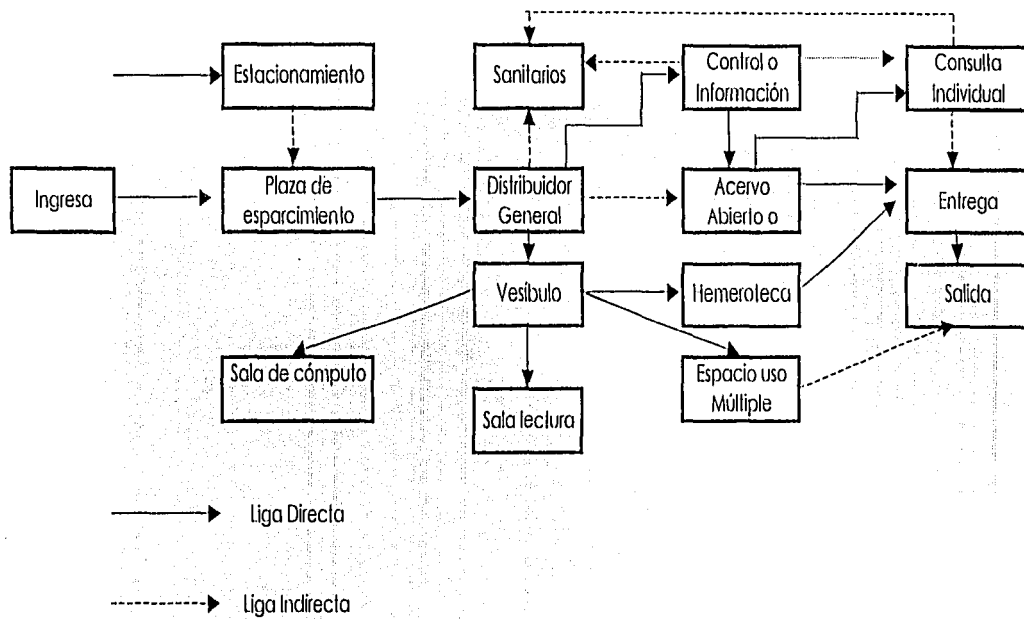 Estacionamiento
Sanitarios
Control o
Información
Consulta
Individual
Ingresa
Plaza de
esparcimiento
Distribuidor
General
Acervo
Abierto o
Entrega
Vesíbulo
Hemeroteca
Salida
Sala de cómputo
Sala lectura
Espacio uso
Múltiple
Liga Directa
Liga Indirecta